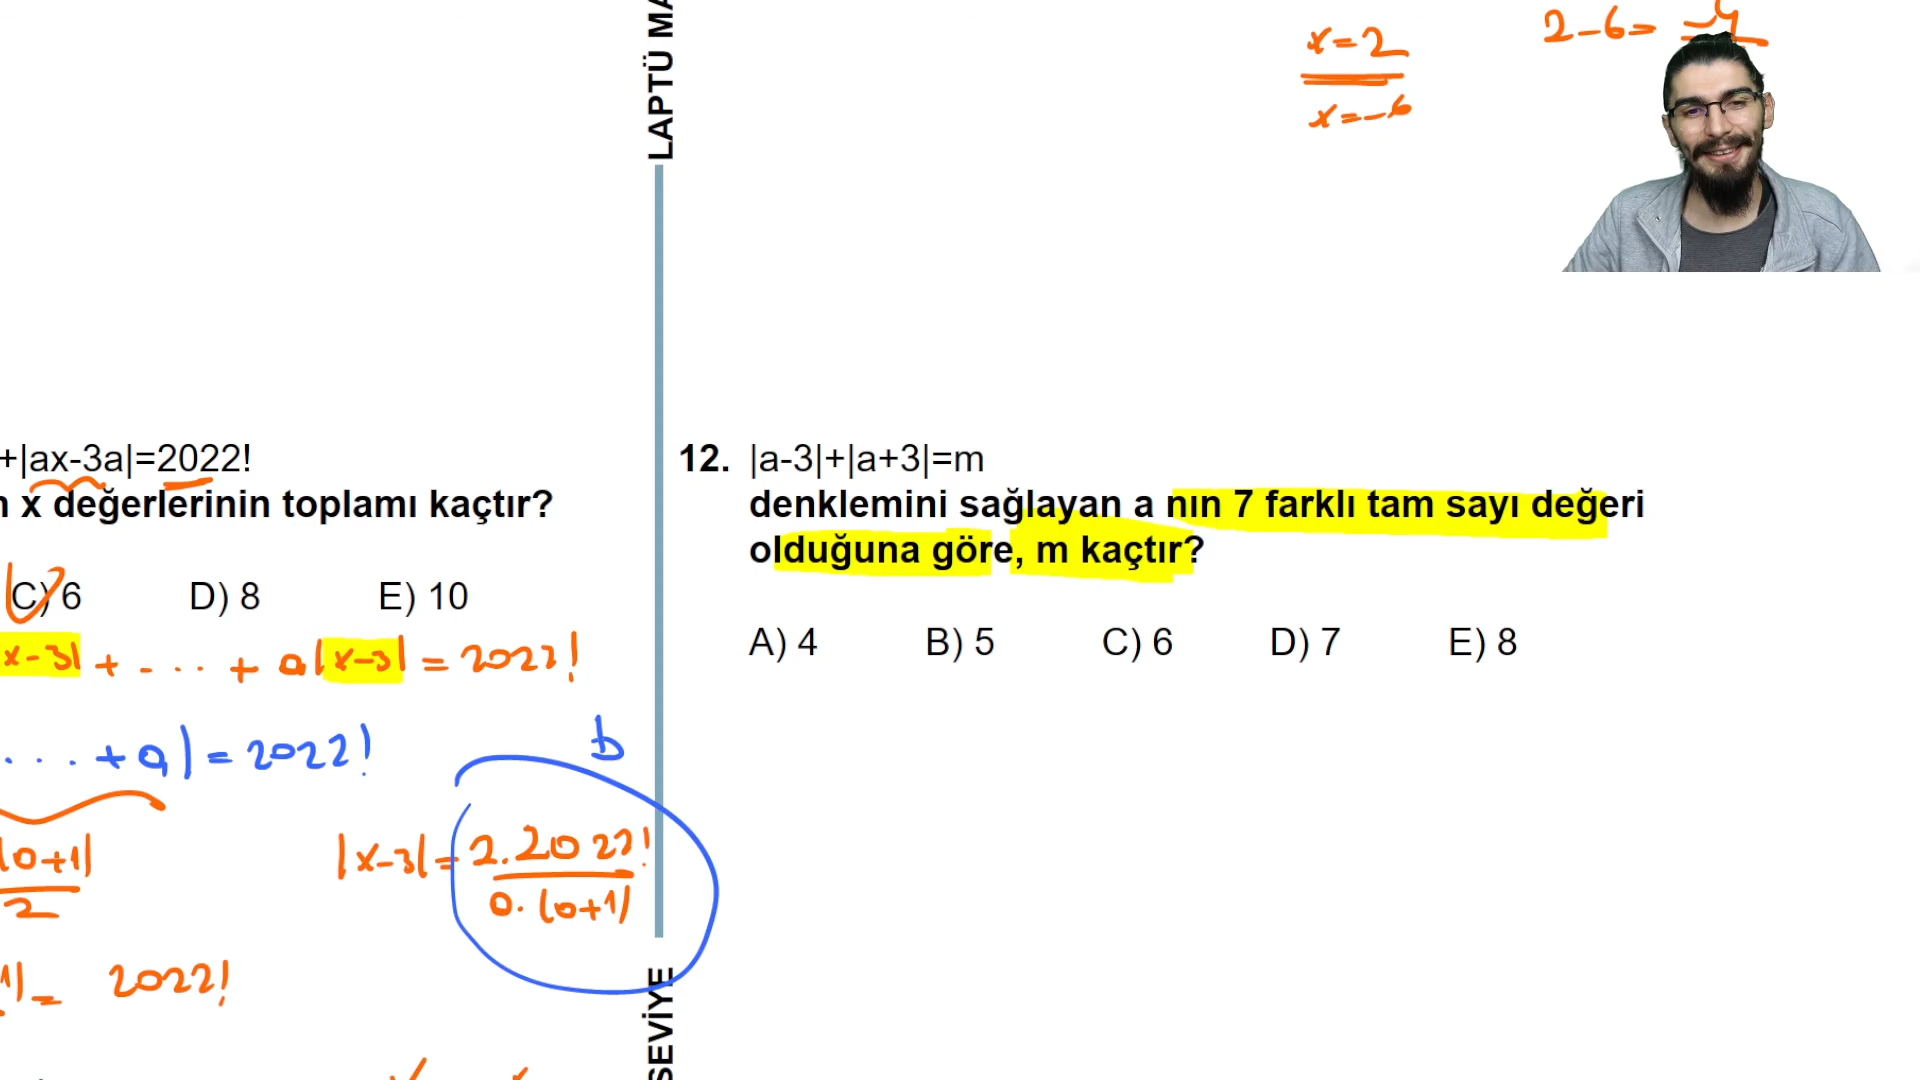 LAPTÜ MA
x=2
x=-6
2-6=
+|ax-3a|=2022!
x değerlerinin toplamı kaçtır?
C) 6 D) 8 E) 10
x-3| + ... + a|x-3| = 2022!
... + a| = 2022!
b
|x-3| = 2.2022!
2
= 2022!
SEVİYE
12. |a-3|+|a+3|=m
denklemini sağlayan a nın 7 farklı tam sayı değeri
olduğuna göre, m kaçtır?
A) 4 B) 5 C) 6 D) 7 E) 8